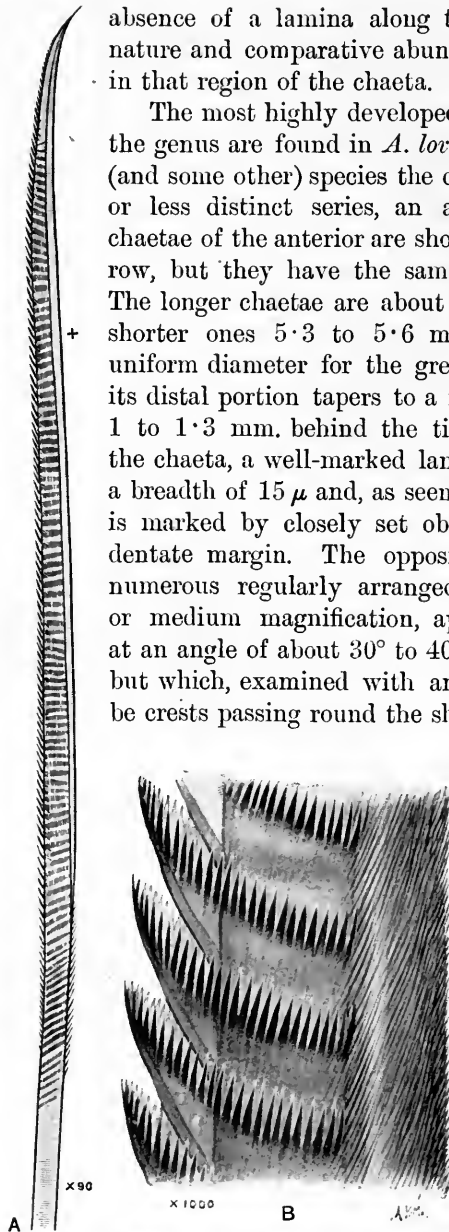 absence of a lamina along t
nature and comparative abun
in that region of the chaeta.
The most highly developed
the genus are found in A. lov
(and some other) species the c
or less distinct series, an a
chaetae of the anterior are sho
row, but they have the sam
The longer chaetae are about
shorter ones 5·3 to 5·6 m
uniform diameter for the gre
its distal portion tapers to a
1 to 1·3 mm. behind the ti
the chaeta, a well-marked lan
a breadth of 15 μ and, as seen
is marked by closely set ob
dentate margin. The opposi
numerous regularly arranged
or medium magnification, ap
at an angle of about 30° to 40
but which, examined with an
be crests passing round the sl
+
×90
A
×1000
B